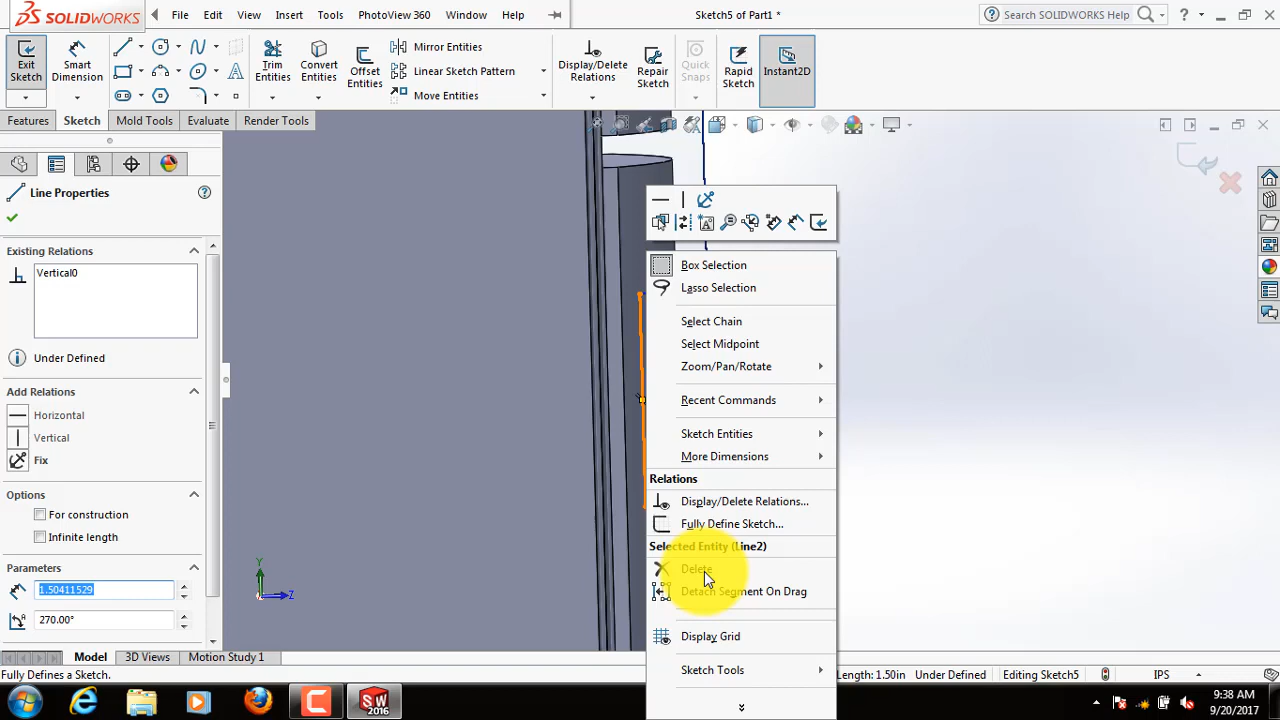 SOLIDWORKS
File Edit View Insert Tools PhotoView 360 Window Help
Sketch5 of Part1 *
Search SOLIDWORKS Help
?
Exit Sketch
Smart Dimension
Trim Entities
Convert Entities
Offset Entities
Mirror Entities
Linear Sketch Pattern
Move Entities
Display/Delete Relations
Repair Sketch
Quick Snaps
Rapid Sketch
Instant2D
Features Sketch Mold Tools Evaluate Render Tools
Line Properties
Existing Relations
Vertical0
Under Defined
Add Relations
Horizontal
Vertical
Fix
Options
For construction
Infinite length
Parameters
1.50411529
270.00°
Y
Z
Box Selection
Lasso Selection
Select Chain
Select Midpoint
Zoom/Pan/Rotate
Recent Commands
Sketch Entities
More Dimensions
Relations
Display/Delete Relations...
Fully Define Sketch...
Selected Entity (Line2)
Delete
Detach Segment On Drag
Display Grid
Sketch Tools
Model 3D Views Motion Study 1
Fully Defines a Sketch.
Length: 1.50in Under Defined Editing Sketch5 IPS
SW 2016
9:38 AM
9/20/2017